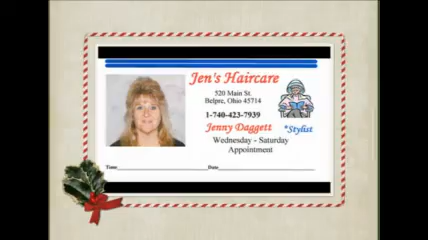 Jen's Haircare
520 Main St.
Belpre, Ohio 45714
1-740-423-7939
Jenny Daggett *Stylist
Wednesday - Saturday
Appointment
Time Date